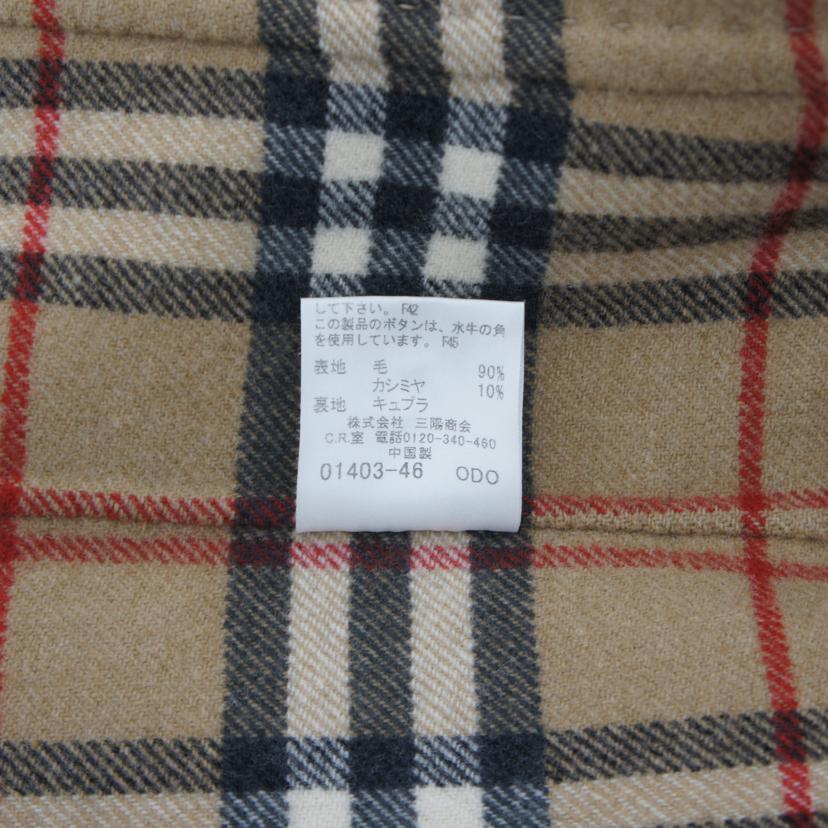 して下さい。 F42
この製品のボタンは、水牛の角
を使用しています。 F45
表地 毛 90%
カシミヤ 10%
裏地 キュプラ
株式会社 三陽商会
C.R.室 電話0120-340-460
中国製
01403-46 ODO